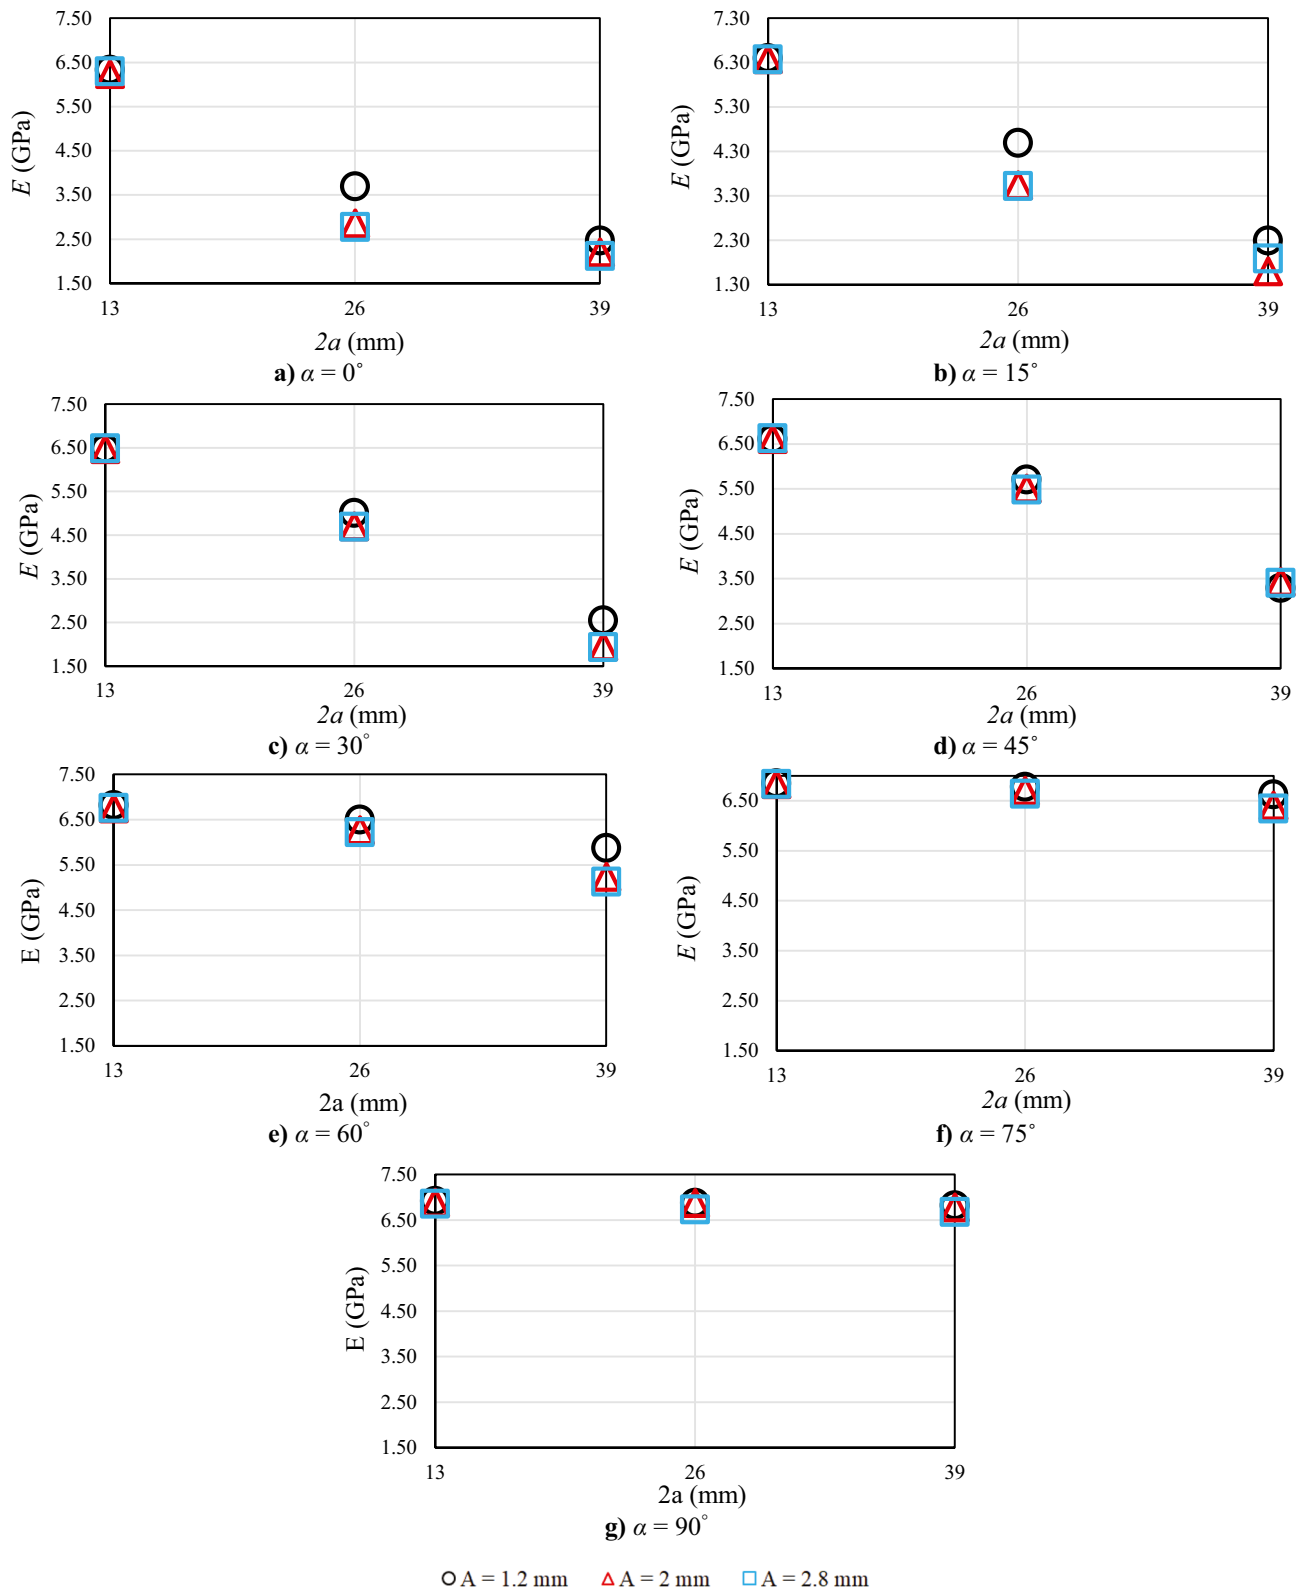 7.50
6.50
5.50
4.50
3.50
2.50
1.50
E (GPa)
13 26 39
2a (mm)
a) α = 0°
7.30
6.30
5.30
4.30
3.30
2.30
1.30
E (GPa)
13 26 39
2a (mm)
b) α = 15°
7.50
6.50
5.50
4.50
3.50
2.50
1.50
E (GPa)
13 26 39
2a (mm)
c) α = 30°
7.50
6.50
5.50
4.50
3.50
2.50
1.50
E (GPa)
13 26 39
2a (mm)
d) α = 45°
7.50
6.50
5.50
4.50
3.50
2.50
1.50
E (GPa)
13 26 39
2a (mm)
e) α = 60°
6.50
5.50
4.50
3.50
2.50
1.50
E (GPa)
13 26 39
2a (mm)
f) α = 75°
7.50
6.50
5.50
4.50
3.50
2.50
1.50
E (GPa)
13 26 39
2a (mm)
g) α = 90°
A = 1.2 mm A = 2 mm A = 2.8 mm